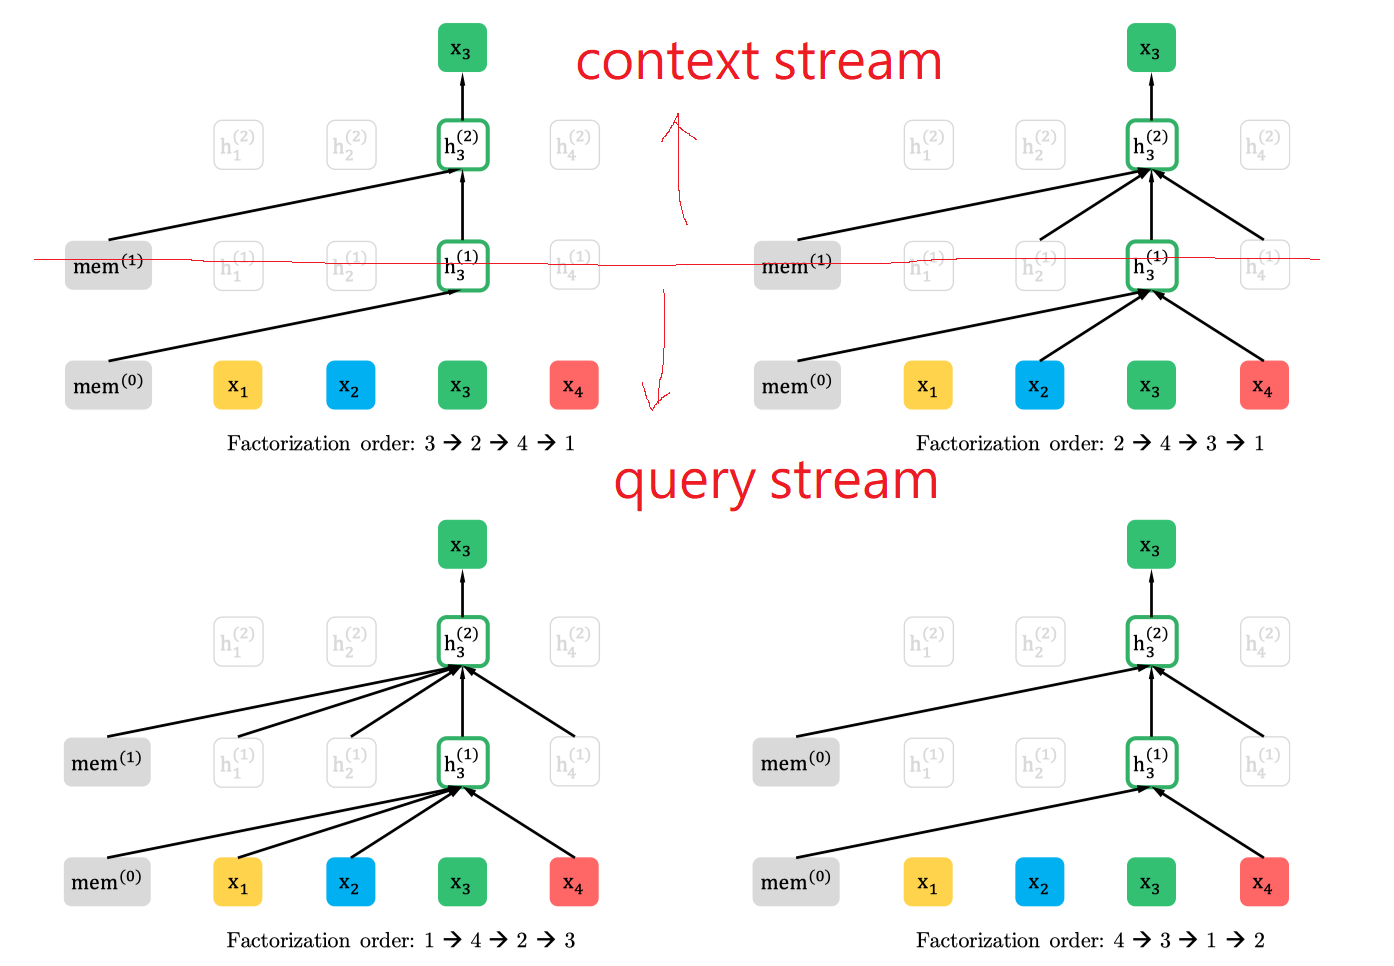 x₃ context stream x₃
h₁⁽²⁾ h₂⁽²⁾ h₃⁽²⁾ h₄⁽²⁾ h₁⁽²⁾ h₂⁽²⁾ h₃⁽²⁾ h₄⁽²⁾
mem⁽¹⁾ h₁⁽¹⁾ h₂⁽¹⁾ h₃⁽¹⁾ h₄⁽¹⁾ mem⁽¹⁾ h₁⁽¹⁾ h₂⁽¹⁾ h₃⁽¹⁾ h₄⁽¹⁾
mem⁽⁰⁾ x₁ x₂ x₃ x₄ mem⁽⁰⁾ x₁ x₂ x₃ x₄
Factorization order: 3 → 2 → 4 → 1 Factorization order: 2 → 4 → 3 → 1
query stream
x₃ x₃
h₁⁽²⁾ h₂⁽²⁾ h₃⁽²⁾ h₄⁽²⁾ h₁⁽²⁾ h₂⁽²⁾ h₃⁽²⁾ h₄⁽²⁾
mem⁽¹⁾ h₁⁽¹⁾ h₂⁽¹⁾ h₃⁽¹⁾ h₄⁽¹⁾ mem⁽⁰⁾ h₁⁽¹⁾ h₂⁽¹⁾ h₃⁽¹⁾ h₄⁽¹⁾
mem⁽⁰⁾ x₁ x₂ x₃ x₄ mem⁽⁰⁾ x₁ x₂ x₃ x₄
Factorization order: 1 → 4 → 2 → 3 Factorization order: 4 → 3 → 1 → 2